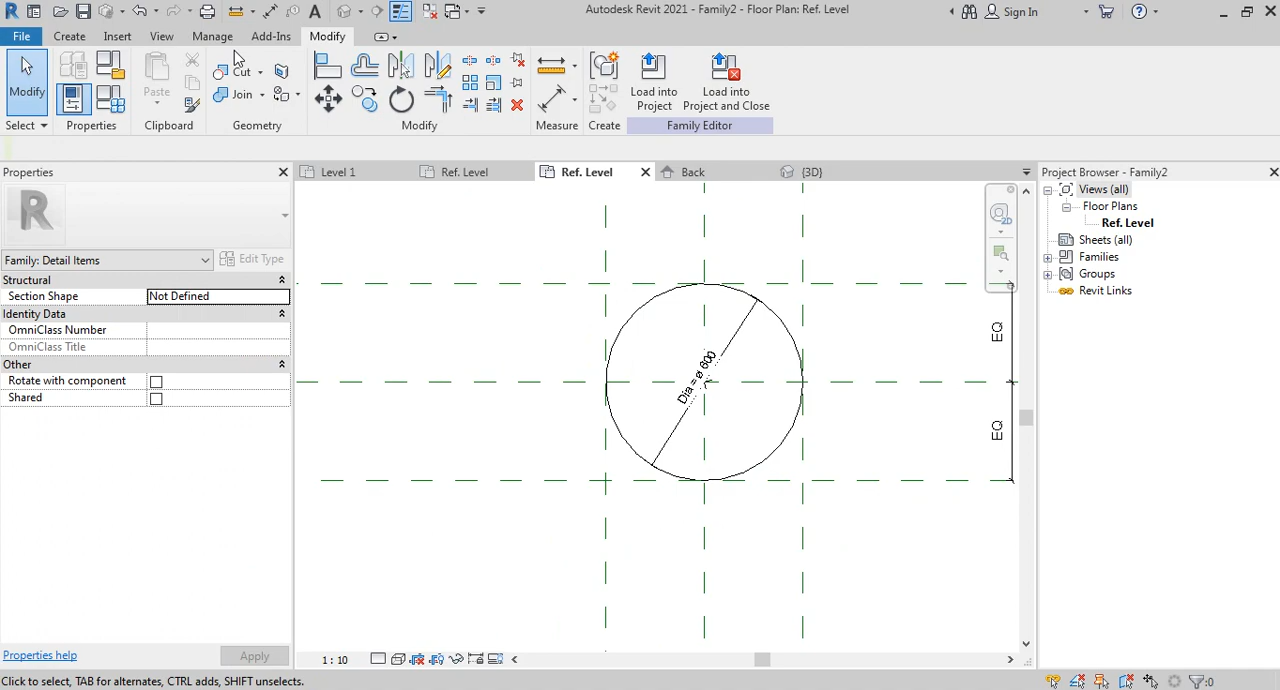 Autodesk Revit 2021 - Family2 - Floor Plan: Ref. Level
Sign In
File
Create
Insert
View
Manage
Add-Ins
Modify
Modify
Paste
Cut
Join
Load into Project
Load into Project and Close
Select
Properties
Clipboard
Geometry
Modify
Measure
Create
Family Editor
Properties
Level 1
Ref. Level
Ref. Level
Back
{3D}
Project Browser - Family2
Family: Detail Items
Edit Type
Structural
Section Shape
Not Defined
Identity Data
OmniClass Number
OmniClass Title
Other
Rotate with component
Shared
Properties help
Apply
2D
Dia = ø 600
EQ
EQ
Views (all)
Floor Plans
Ref. Level
Sheets (all)
Families
Groups
Revit Links
1 : 10
Click to select, TAB for alternates, CTRL adds, SHIFT unselects.
:0